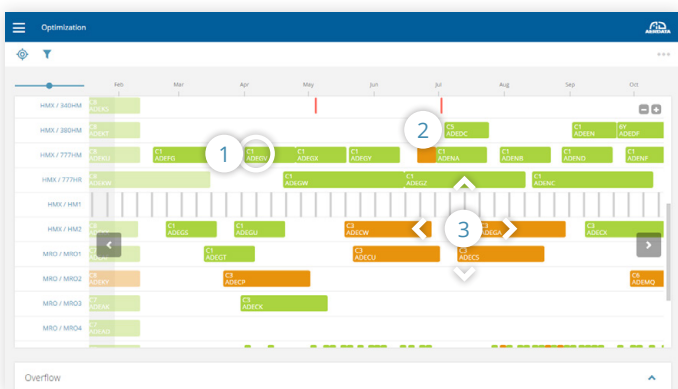 Optimization
ASHIDATA
Feb Mar Apr May Jun Jul Aug Sep Oct
HMX / 340HM
HMX / 380HM C5 ADEDC C1 ADEEN 6Y ADEDF
2
HMX / 777HM C1 ADEFG C1 ADEGV C1 ADEGX C1 ADEGY C1 ADENA C1 ADENB C1 ADEND C1 ADENF
1
HMX / 777HR C1 ADEGW C1 ADEGZ C1 ADENC
HMX / HM1
HMX / HM2 C1 ADEGS C1 ADEGU C3 ADECW C3 ADEGA C3 ADECX
3
MRO / MRO1 C1 ADEGT C3 ADECU C3 ADECS
MRO / MRO2 C3 ADECP C6 ADEMQ
MRO / MRO3 C3 ADECK
MRO / MRO4
Overflow